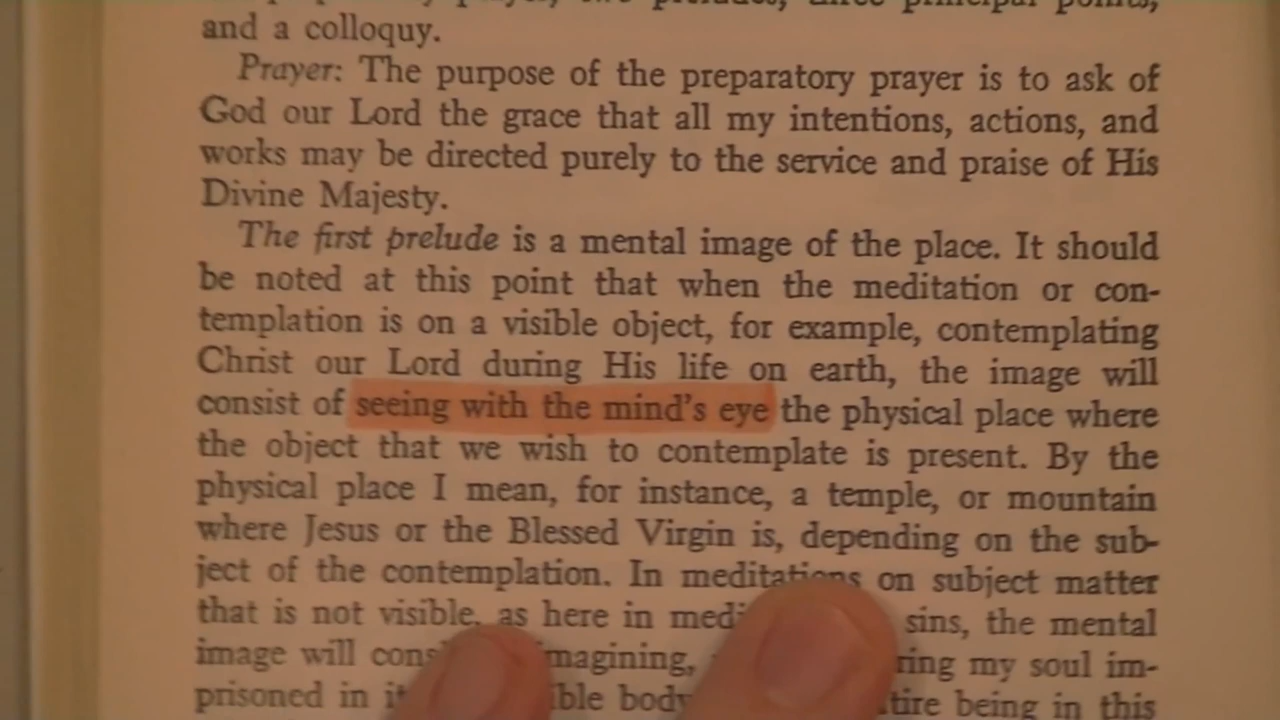 and a colloquy.
Prayer: The purpose of the preparatory prayer is to ask of
God our Lord the grace that all my intentions, actions, and
works may be directed purely to the service and praise of His
Divine Majesty.
The first prelude is a mental image of the place. It should
be noted at this point that when the meditation or con-
templation is on a visible object, for example, contemplating
Christ our Lord during His life on earth, the image will
consist of seeing with the mind's eye the physical place where
the object that we wish to contemplate is present. By the
physical place I mean, for instance, a temple, or mountain
where Jesus or the Blessed Virgin is, depending on the sub-
ject of the contemplation. In meditations on subject matter
that is not visible, as here in sins, the mental
image will my soul im-
prisoned in being in this